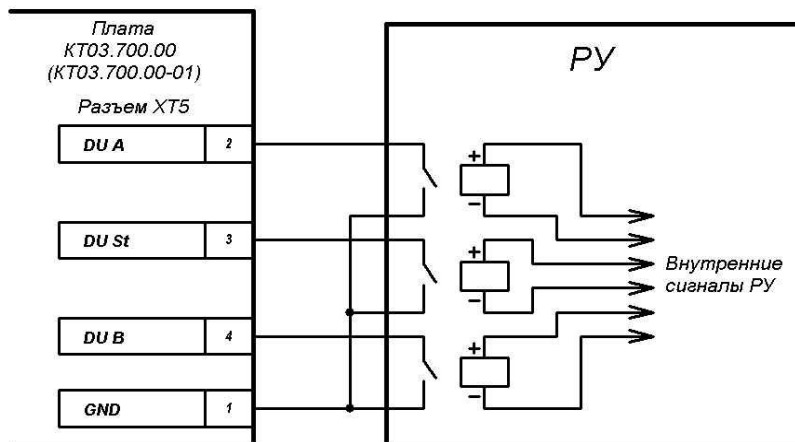 Плата
КТ03.700.00
(КТ03.700.00-01)
Разъем ХТ5
РУ
DU A 2
+
−
DU St 3
+
−
Внутренние
сигналы РУ
DU B 4
+
−
GND 1